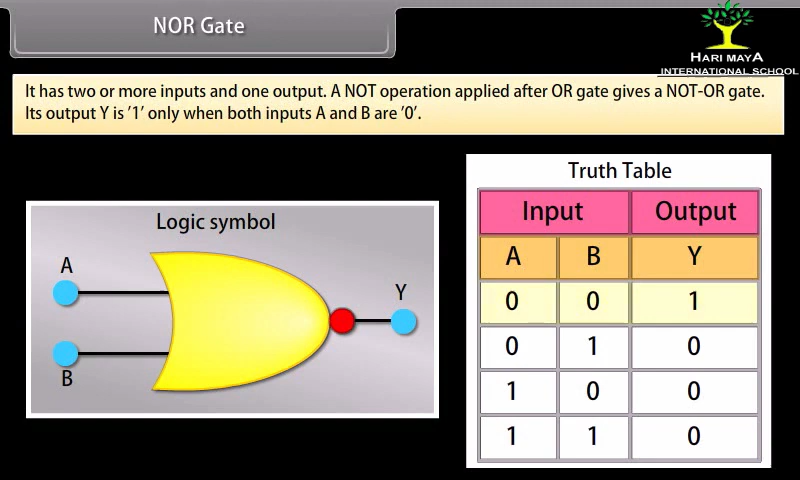 NOR Gate
HARI MAYA
INTERNATIONAL SCHOOL
It has two or more inputs and one output. A NOT operation applied after OR gate gives a NOT-OR gate.
Its output Y is '1' only when both inputs A and B are '0'.
Logic symbol
A
B
Y
Truth Table
Input Output
A B Y
0 0 1
0 1 0
1 0 0
1 1 0